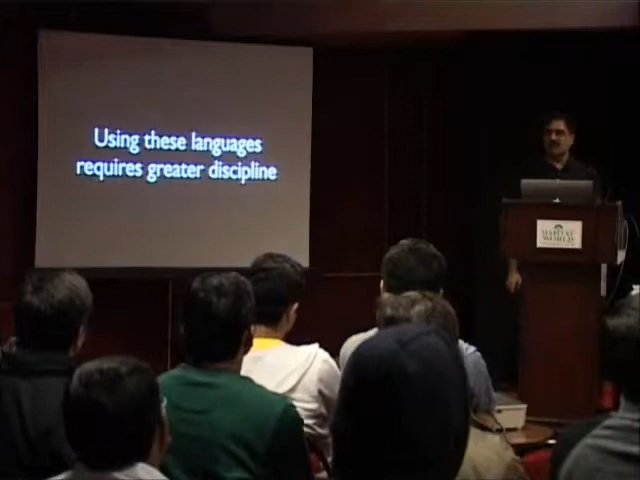 Using these languages
requires greater discipline
HABITAT
WORLD